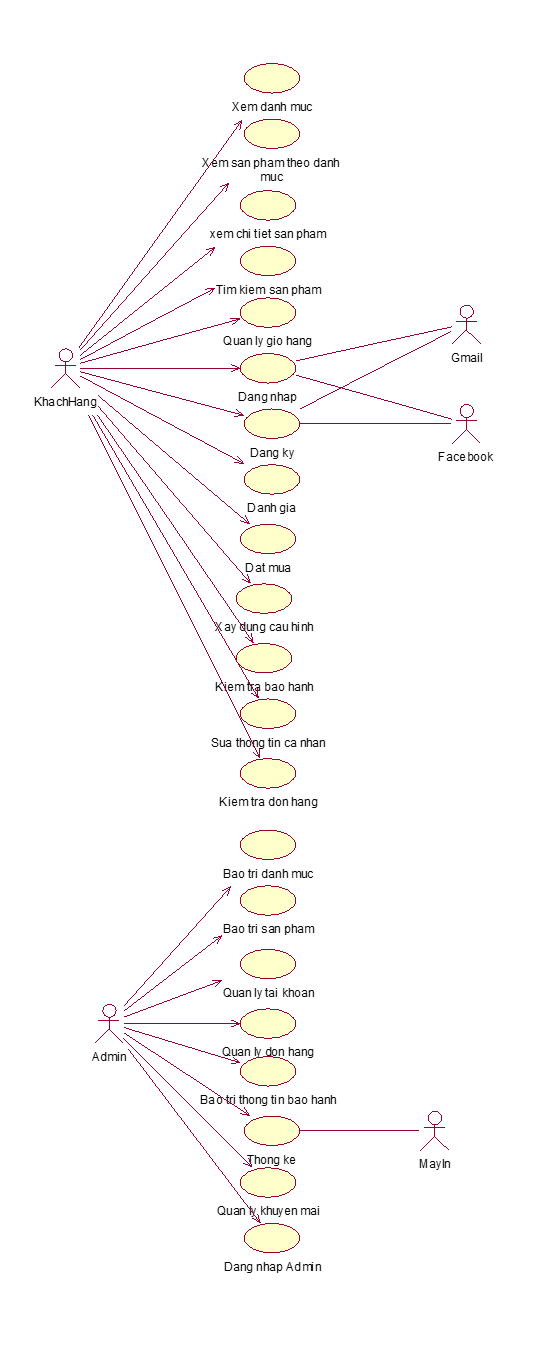 Xem danh muc
Xem san pham theo danh
muc
xem chi tiet san pham
Tim kiem san pham
Quan ly gio hang
Gmail
KhachHang
Dang nhap
Dang ky
Facebook
Danh gia
Dat mua
Xay dung cau hinh
Kiem tra bao hanh
Sua thong tin ca nhan
Kiem tra don hang
Bao tri danh muc
Bao tri san pham
Quan ly tai khoan
Quan ly don hang
Admin
Bao tri thong tin bao hanh
Thong ke
MayIn
Quan ly khuyen mai
Dang nhap Admin